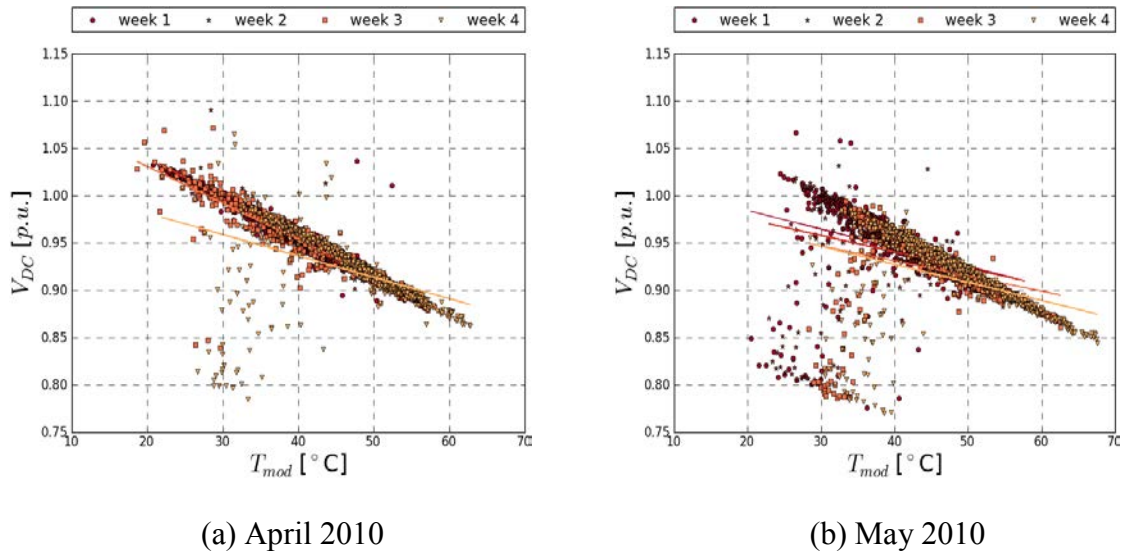 week 1 week 2 week 3 week 4
1.15
1.10
1.05
1.00
0.95
0.90
0.85
0.80
0.75
V_DC [p.u.]
10 20 30 40 50 60 70
T_mod [°C]
(a) April 2010
week 1 week 2 week 3 week 4
1.15
1.10
1.05
1.00
0.95
0.90
0.85
0.80
0.75
V_DC [p.u.]
10 20 30 40 50 60 70
T_mod [°C]
(b) May 2010